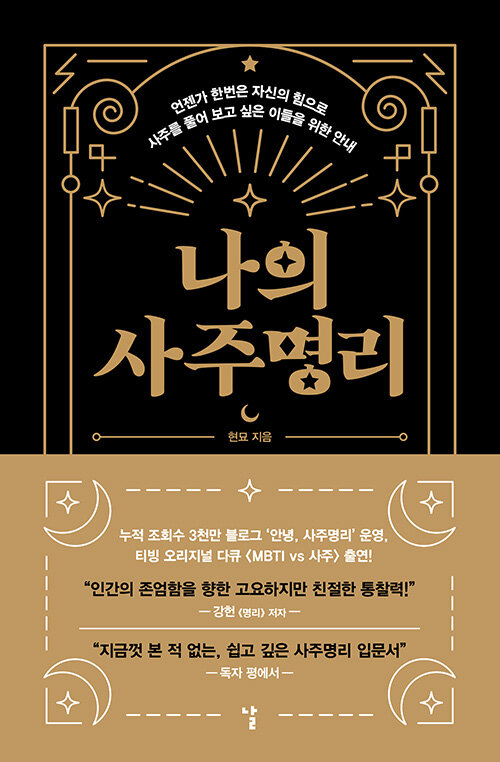 언젠가 한번은 자신의 힘으로
사주를 풀어 보고 싶은 이들을 위한 안내
나의
사주명리
현묘 지음
누적 조회수 3천만 블로그 ‘안녕, 사주명리’ 운영,
티빙 오리지널 다큐 〈MBTI vs 사주〉 출연!
“인간의 존엄함을 향한 고요하지만 친절한 통찰력!”
— 강헌 《명리》 저자 —
“지금껏 본 적 없는, 쉽고 깊은 사주명리 입문서”
— 독자 평에서 —
날